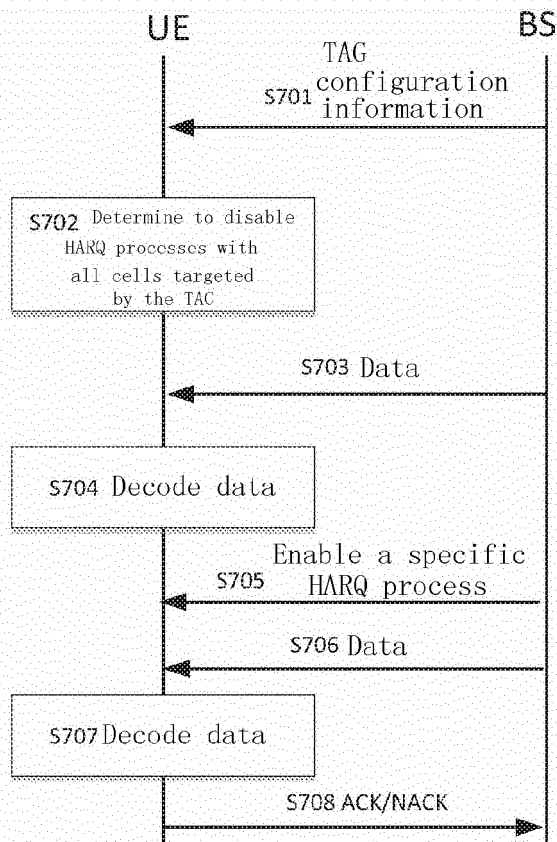 UE
BS
TAG
S701 configuration
information
S702 Determine to disable
HARQ processes with
all cells targeted
by the TAC
S703 Data
S704 Decode data
Enable a specific
S705 HARQ process
S706 Data
S707 Decode data
S708 ACK/NACK